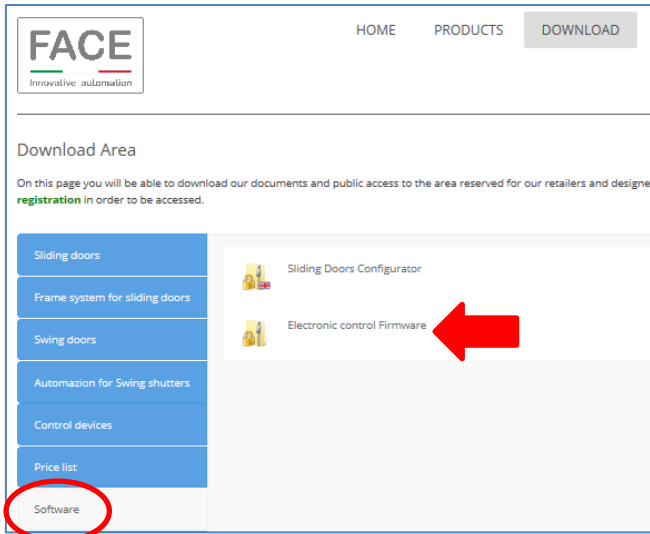 FACE
Innovative automation
HOME PRODUCTS DOWNLOAD
Download Area
On this page you will be able to download our documents and public access to the area reserved for our retailers and designe
registration in order to be accessed.
Sliding doors
Frame system for sliding doors
Swing doors
Automazion for Swing shutters
Control devices
Price list
Software
Sliding Doors Configurator
Electronic control Firmware